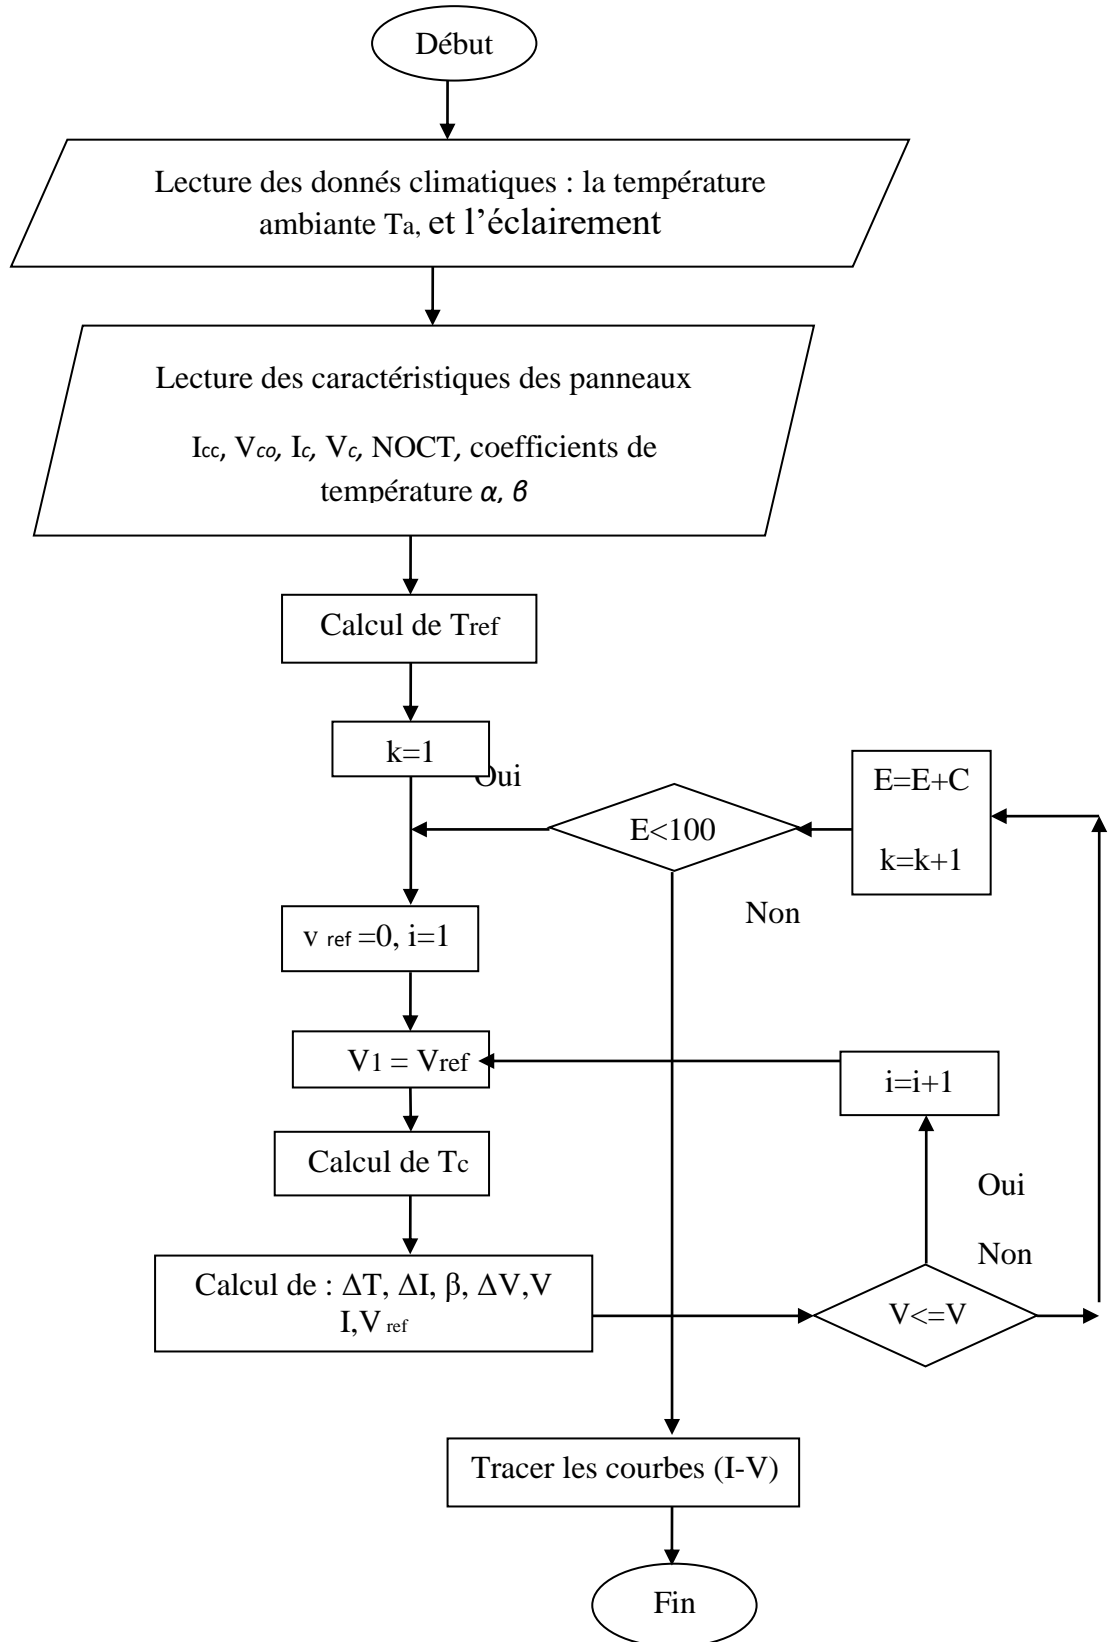 Début
Lecture des donnés climatiques : la température
ambiante Ta, et l’éclairement
Lecture des caractéristiques des panneaux
Icc, Vco, Ic, Vc, NOCT, coefficients de
température α, β
Calcul de Tref
k=1
Oui
E<100
E=E+C
k=k+1
Non
v ref =0, i=1
V1 = Vref
i=i+1
Calcul de Tc
Oui
Non
Calcul de : ΔT, ΔI, β, ΔV,V
I,V ref
V<=V
Tracer les courbes (I-V)
Fin